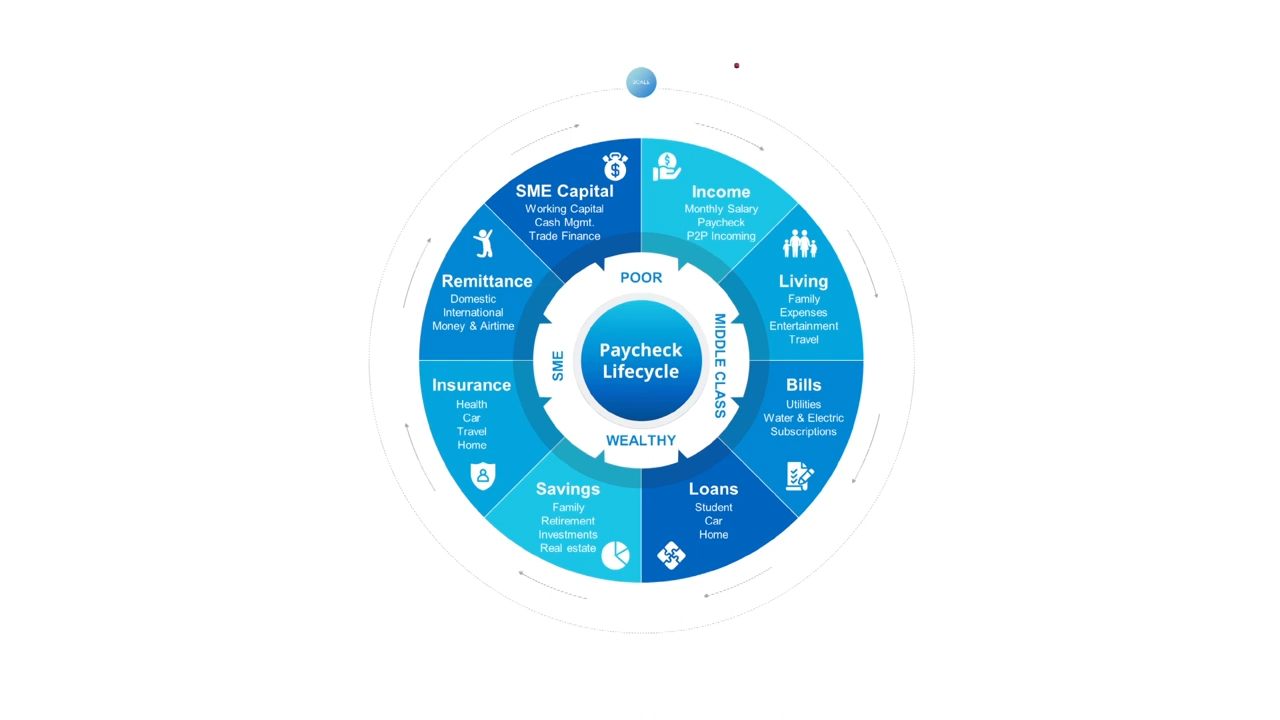 SCALE
SME Capital
Working Capital
Cash Mgmt.
Trade Finance
Income
Monthly Salary
Paycheck
P2P Incoming
Living
Family
Expenses
Entertainment
Travel
Bills
Utilities
Water & Electric
Subscriptions
Loans
Student
Car
Home
Savings
Family
Retirement
Investments
Real estate
Insurance
Health
Car
Travel
Home
Remittance
Domestic
International
Money & Airtime
POOR
MIDDLE CLASS
WEALTHY
SME
Paycheck
Lifecycle